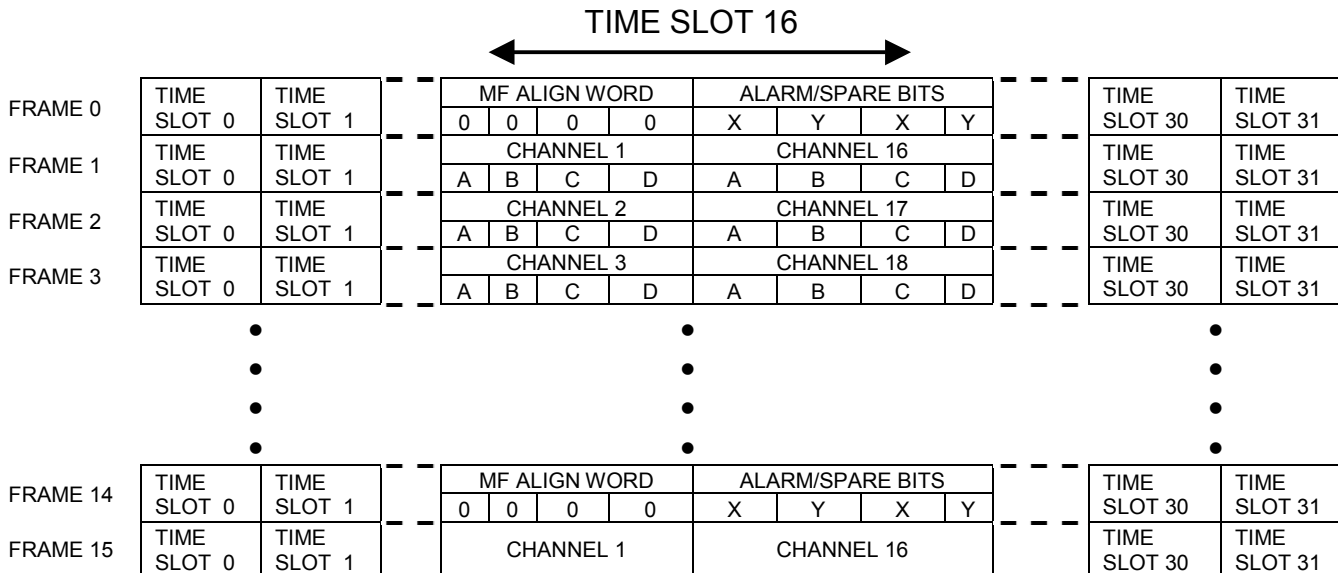 TIME SLOT 16
FRAME 0
TIME SLOT 0
TIME SLOT 1
MF ALIGN WORD
ALARM/SPARE BITS
0 0 0 0 X Y X Y
TIME SLOT 30
TIME SLOT 31
FRAME 1
TIME SLOT 0
TIME SLOT 1
CHANNEL 1
CHANNEL 16
A B C D A B C D
TIME SLOT 30
TIME SLOT 31
FRAME 2
TIME SLOT 0
TIME SLOT 1
CHANNEL 2
CHANNEL 17
A B C D A B C D
TIME SLOT 30
TIME SLOT 31
FRAME 3
TIME SLOT 0
TIME SLOT 1
CHANNEL 3
CHANNEL 18
A B C D A B C D
TIME SLOT 30
TIME SLOT 31
FRAME 14
TIME SLOT 0
TIME SLOT 1
MF ALIGN WORD
ALARM/SPARE BITS
0 0 0 0 X Y X Y
TIME SLOT 30
TIME SLOT 31
FRAME 15
TIME SLOT 0
TIME SLOT 1
CHANNEL 1
CHANNEL 16
TIME SLOT 30
TIME SLOT 31